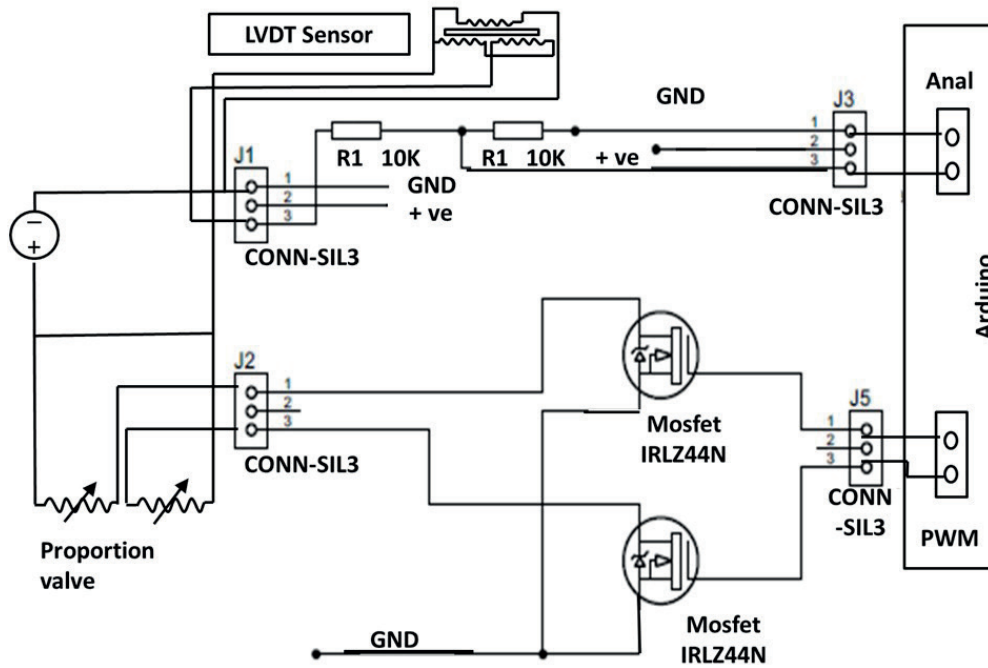 LVDT Sensor
Anal
GND
J3
1
2
3
R1 10K
R1 10K
+ ve
CONN-SIL3
J1
1
2
3
GND
+ ve
CONN-SIL3
−
+
Arduino
J2
1
2
3
CONN-SIL3
Mosfet
IRLZ44N
J5
1
2
3
CONN
-SIL3
PWM
Proportion
valve
Mosfet
IRLZ44N
GND